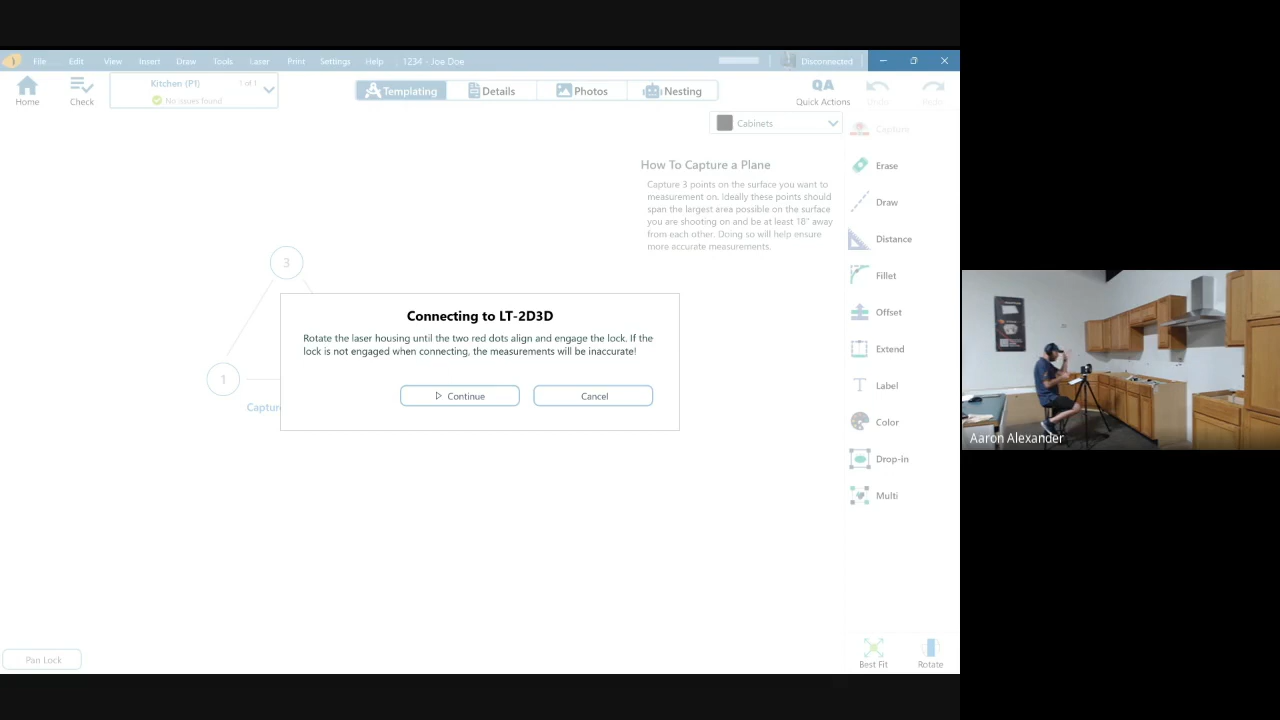 File...
Edit
View
Insert
Draw
Tools
Laser
Print
Settings
Help
1234 - Joe Doe
Disconnected
Home
Check
Kitchen (P1)
1 of 1
No issues found
Templating
Details
Photos
Nesting
QA
Quick Actions
Undo
Redo
Cabinets
Capture
Erase
Draw
Distance
Fillet
Offset
Extend
Label
Color
Drop-in
Multi
How To Capture a Plane
Capture 3 points on the surface you want to
measurement on. Ideally these points should
span the largest area possible on the surface
you are shooting on and be at least 18" away
from each other. Doing so will help ensure
more accurate measurements.
3
1
Capture
Connecting to LT-2D3D
Rotate the laser housing until the two red dots align and engage the lock. If the
lock is not engaged when connecting, the measurements will be inaccurate!
Continue
Cancel
Pan Lock
Best Fit
Rotate
Aaron Alexander